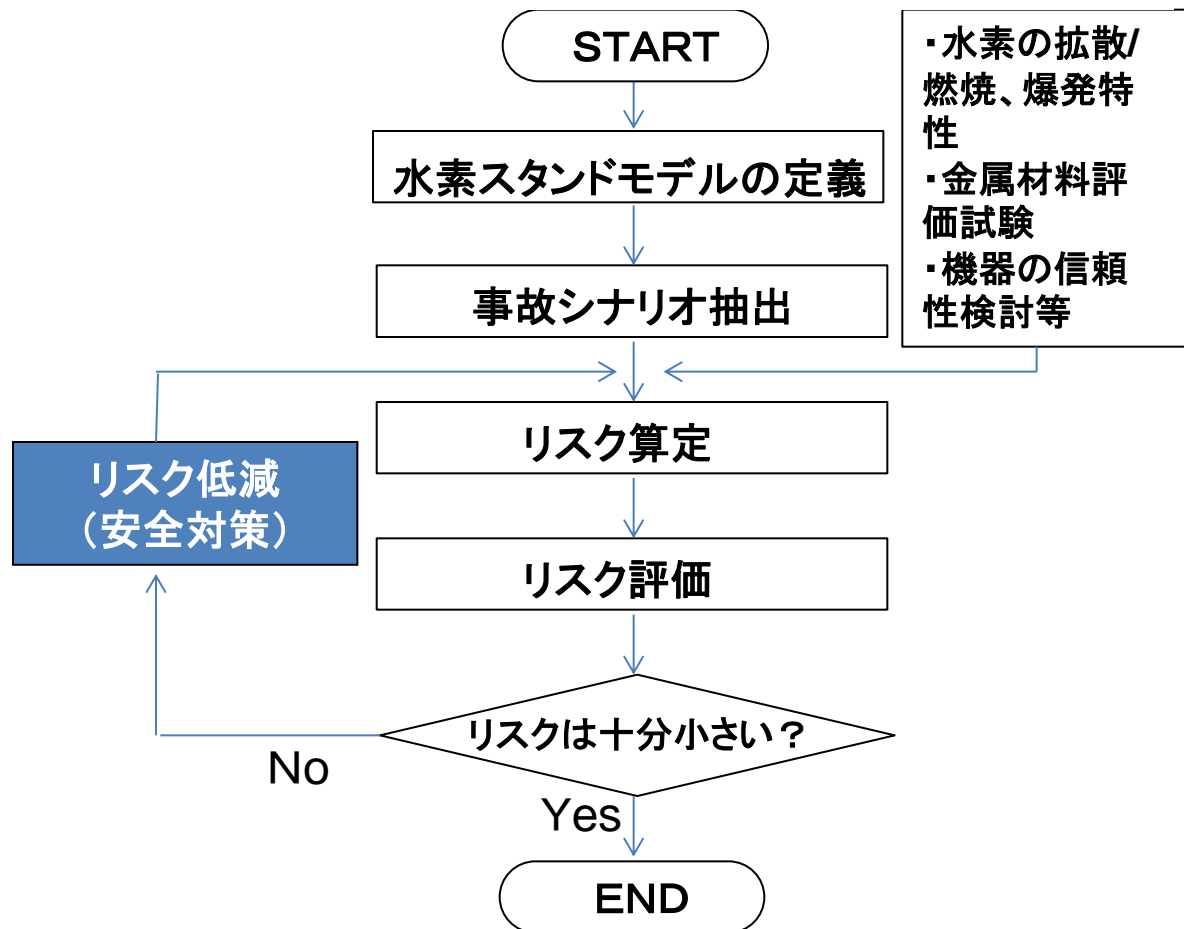 START
・水素の拡散/
燃焼、爆発特
性
・金属材料評
価試験
・機器の信頼
性検討等
水素スタンドモデルの定義
事故シナリオ抽出
リスク算定
リスク低減
（安全対策）
リスク評価
リスクは十分小さい？
No
Yes
END